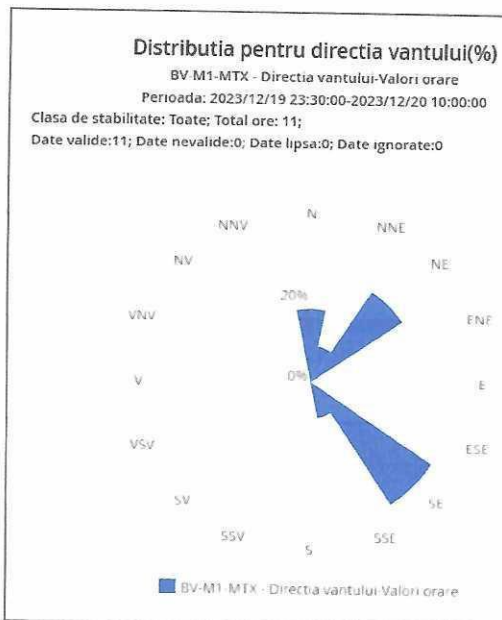 Distributia pentru directia vantului(%)
BV-M1-MTX - Directia vantului-Valori orare
Perioada: 2023/12/19 23:30:00-2023/12/20 10:00:00
Clasa de stabilitate: Toate; Total ore: 11;
Date valide:11; Date nevalide:0; Date lipsa:0; Date ignorate:0
N
NNV
NNE
NV
NE
20%
VNV
ENE
0%
V
E
VSV
ESE
SV
SE
SSV
SSE
S
BV-M1-MTX - Directia vantului-Valori orare